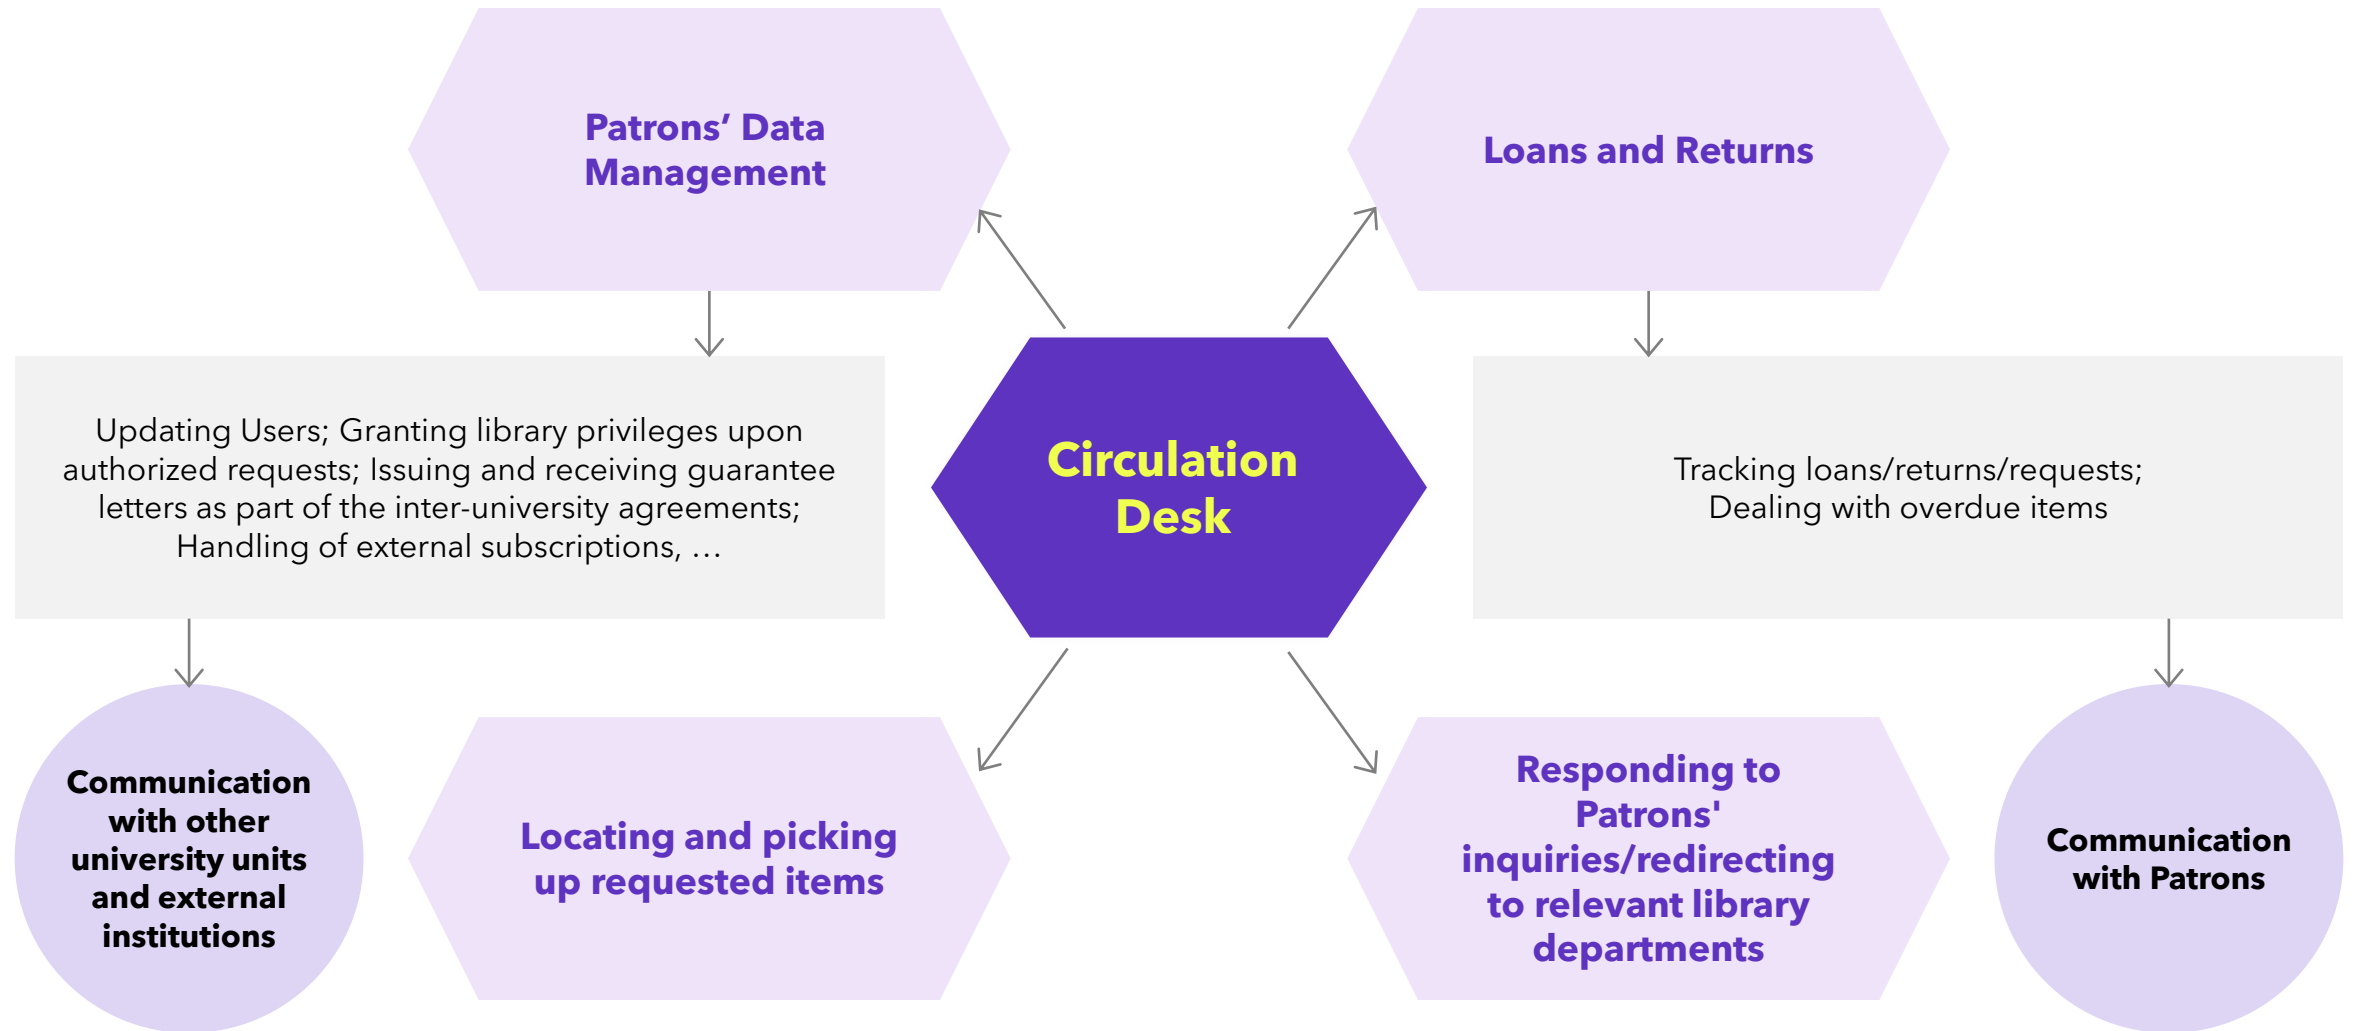 Patrons’ Data
Management
Loans and Returns
Updating Users; Granting library privileges upon
authorized requests; Issuing and receiving guarantee
letters as part of the inter-university agreements;
Handling of external subscriptions, …
Circulation
Desk
Tracking loans/returns/requests;
Dealing with overdue items
Communication
with other
university units
and external
institutions
Locating and picking
up requested items
Responding to
Patrons'
inquiries/redirecting
to relevant library
departments
Communication
with Patrons